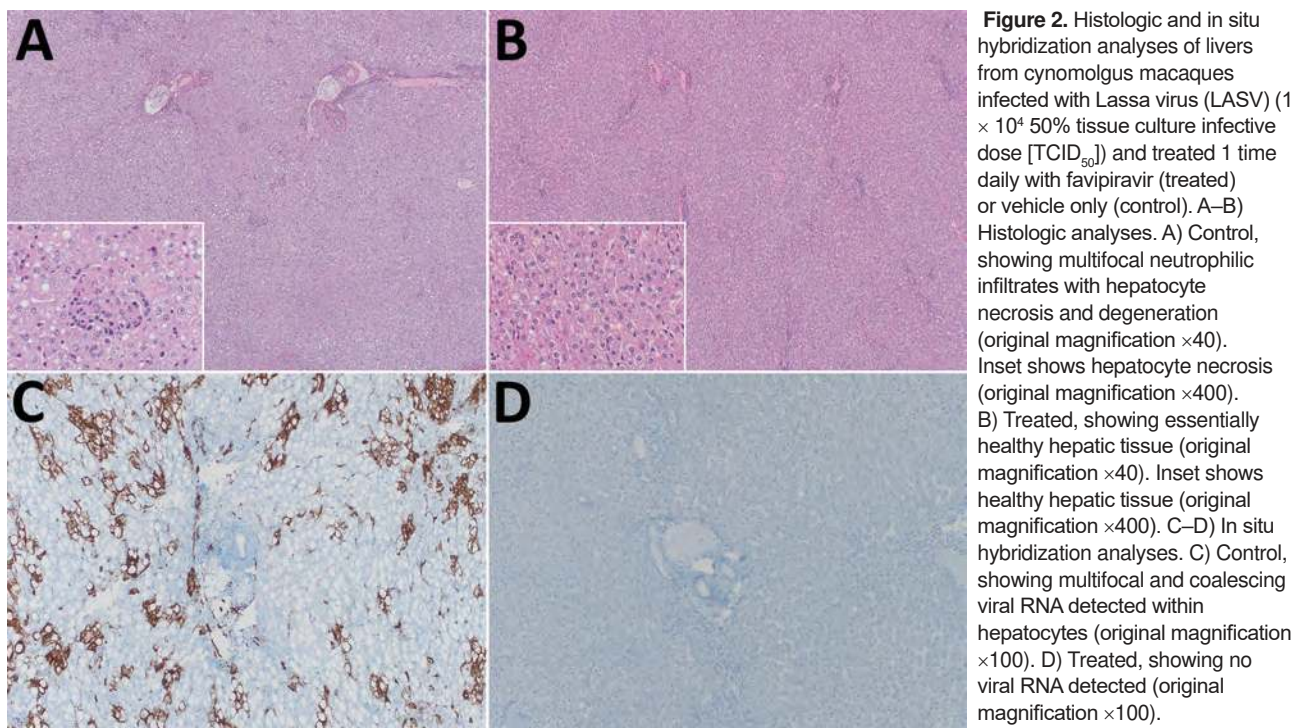 A
B
C
D
Figure 2. Histologic and in situ
hybridization analyses of livers
from cynomolgus macaques
infected with Lassa virus (LASV) (1
× 10⁴ 50% tissue culture infective
dose [TCID₅₀]) and treated 1 time
daily with favipiravir (treated)
or vehicle only (control). A–B)
Histologic analyses. A) Control,
showing multifocal neutrophilic
infiltrates with hepatocyte
necrosis and degeneration
(original magnification ×40).
Inset shows hepatocyte necrosis
(original magnification ×400).
B) Treated, showing essentially
healthy hepatic tissue (original
magnification ×40). Inset shows
healthy hepatic tissue (original
magnification ×400). C–D) In situ
hybridization analyses. C) Control,
showing multifocal and coalescing
viral RNA detected within
hepatocytes (original magnification
×100). D) Treated, showing no
viral RNA detected (original
magnification ×100).